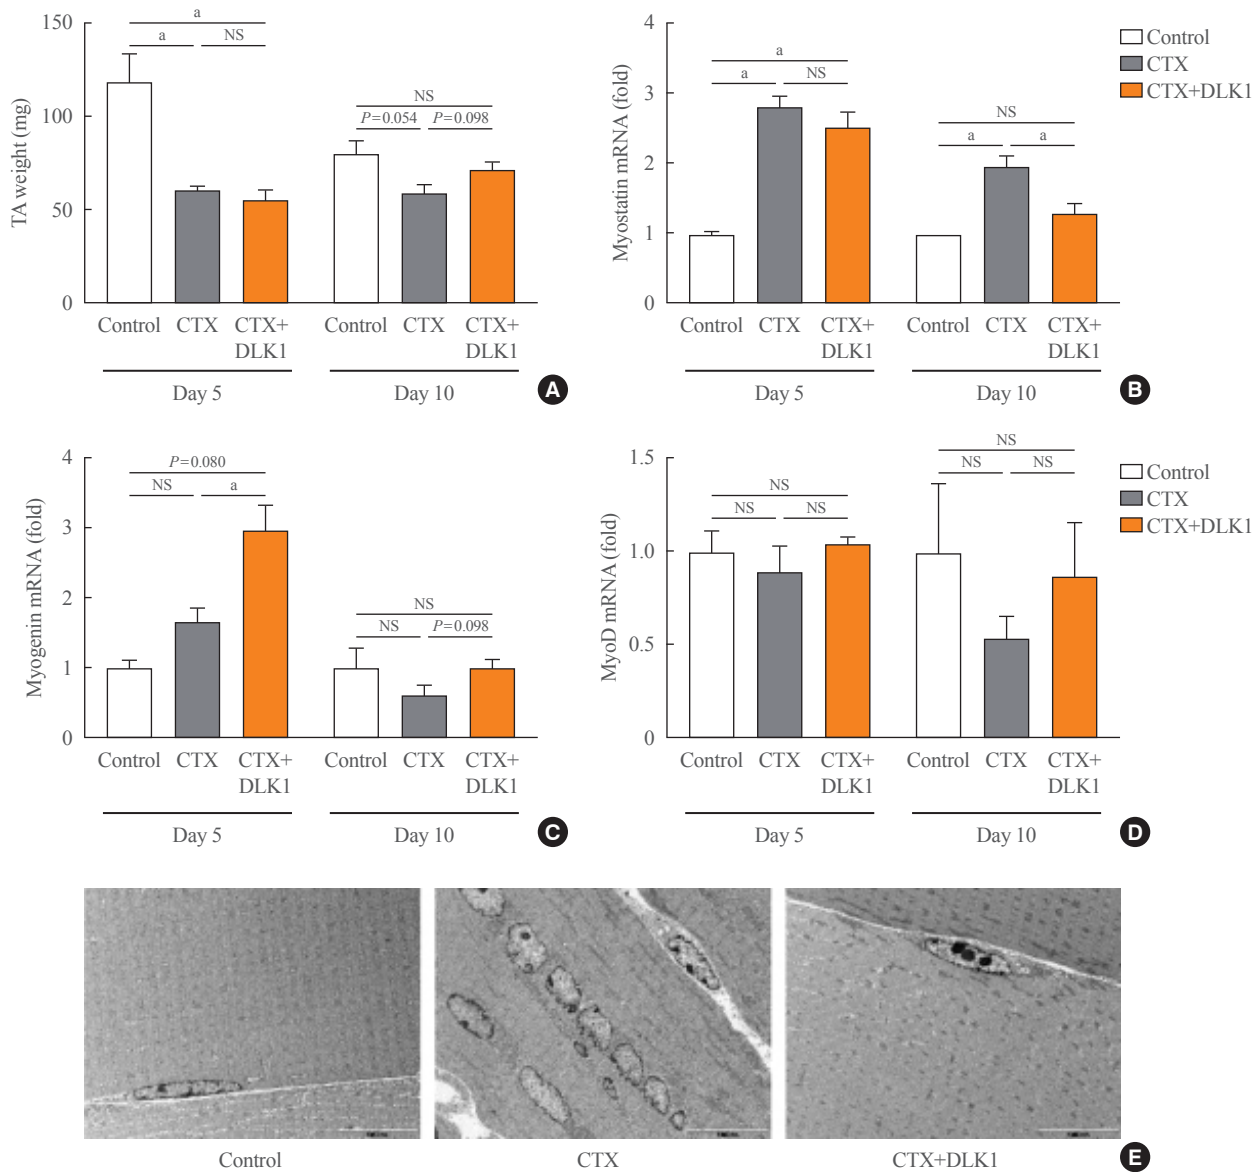 a
a
NS
NS
P=0.054
P=0.098
150
100
50
0
TA weight (mg)
Control
CTX
CTX+
DLK1
Control
CTX
CTX+
DLK1
Day 5
Day 10
A
a
a
NS
NS
a
a
4
3
2
1
0
Myostatin mRNA (fold)
Control
CTX
CTX+
DLK1
Control
CTX
CTX+
DLK1
Day 5
Day 10
B
Control
CTX
CTX+DLK1
P=0.080
NS
a
NS
NS
P=0.098
4
3
2
1
0
Myogenin mRNA (fold)
Control
CTX
CTX+
DLK1
Control
CTX
CTX+
DLK1
Day 5
Day 10
C
NS
NS
NS
NS
NS
NS
1.5
1.0
0.5
0
MyoD mRNA (fold)
Control
CTX
CTX+
DLK1
Control
CTX
CTX+
DLK1
Day 5
Day 10
D
Control
CTX
CTX+DLK1
Control
CTX
CTX+DLK1
E